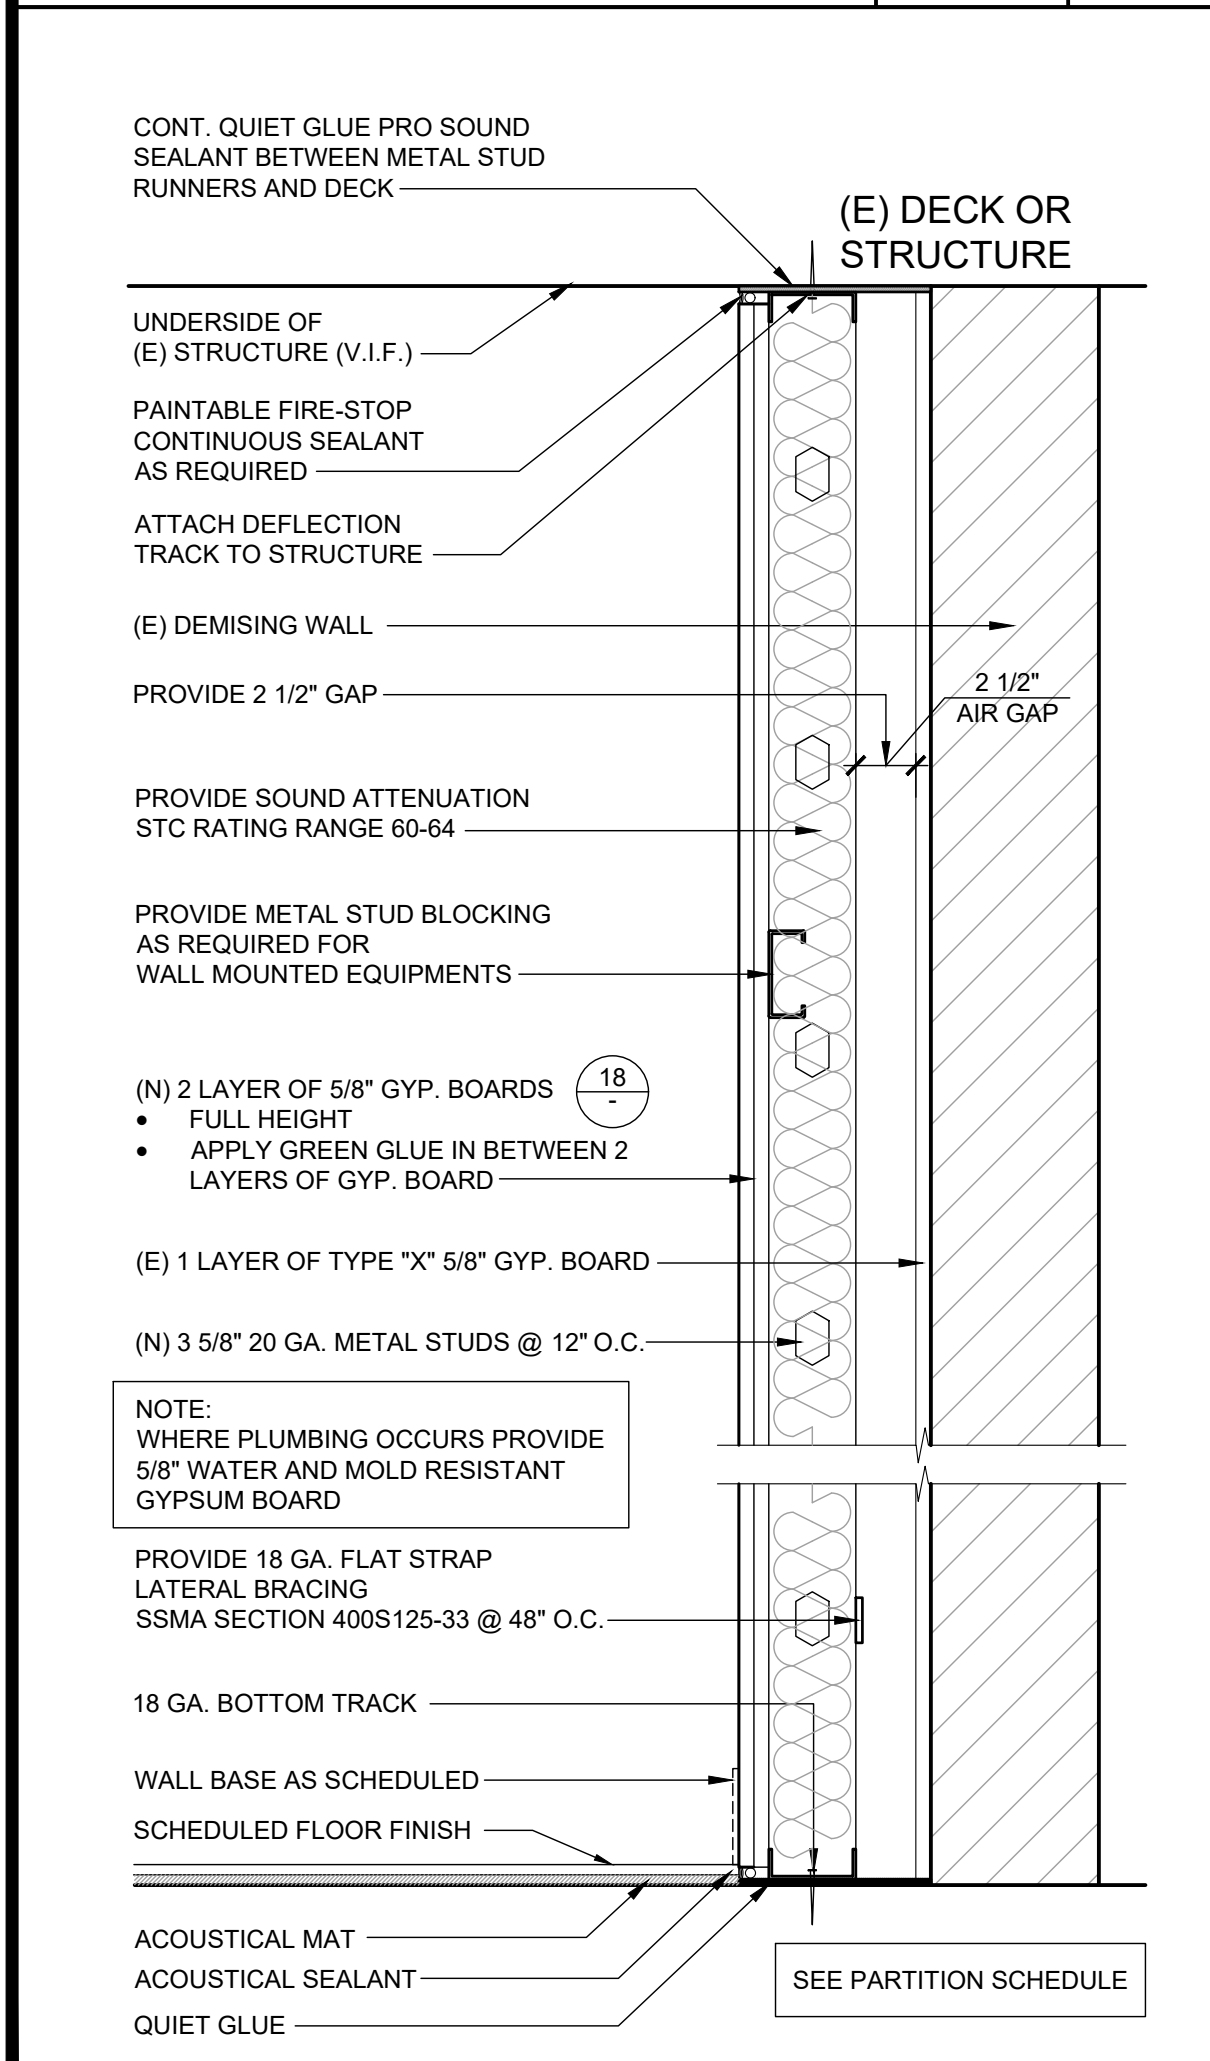 CONT. QUIET GLUE PRO SOUND
SEALANT BETWEEN METAL STUD
RUNNERS AND DECK
(E) DECK OR
STRUCTURE
UNDERSIDE OF
(E) STRUCTURE (V.I.F.)
PAINTABLE FIRE-STOP
CONTINUOUS SEALANT
AS REQUIRED
ATTACH DEFLECTION
TRACK TO STRUCTURE
(E) DEMISING WALL
PROVIDE 2 1/2" GAP
2 1/2"
AIR GAP
PROVIDE SOUND ATTENUATION
STC RATING RANGE 60-64
PROVIDE METAL STUD BLOCKING
AS REQUIRED FOR
WALL MOUNTED EQUIPMENTS
(N) 2 LAYER OF 5/8" GYP. BOARDS
18
-
• FULL HEIGHT
• APPLY GREEN GLUE IN BETWEEN 2
LAYERS OF GYP. BOARD
(E) 1 LAYER OF TYPE "X" 5/8" GYP. BOARD
(N) 3 5/8" 20 GA. METAL STUDS @ 12" O.C.
NOTE:
WHERE PLUMBING OCCURS PROVIDE
5/8" WATER AND MOLD RESISTANT
GYPSUM BOARD
PROVIDE 18 GA. FLAT STRAP
LATERAL BRACING
SSMA SECTION 400S125-33 @ 48" O.C.
18 GA. BOTTOM TRACK
WALL BASE AS SCHEDULED
SCHEDULED FLOOR FINISH
ACOUSTICAL MAT
ACOUSTICAL SEALANT
QUIET GLUE
SEE PARTITION SCHEDULE